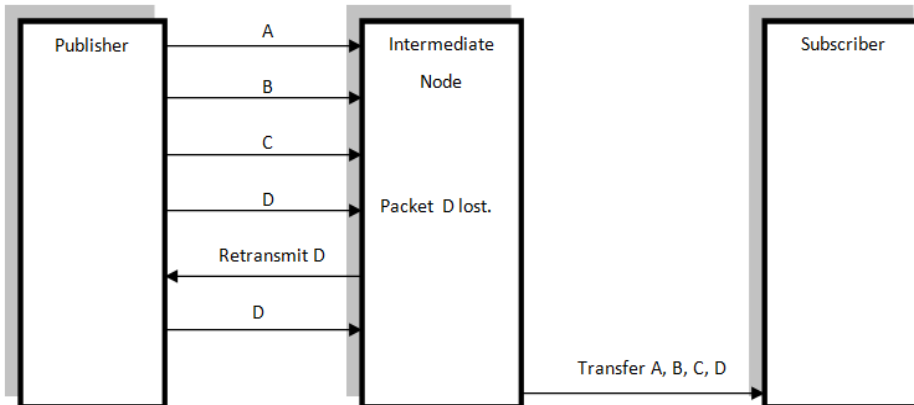 Publisher
A
Intermediate
Node
Subscriber
B
C
D
Packet D lost.
Retransmit D
D
Transfer A, B, C, D